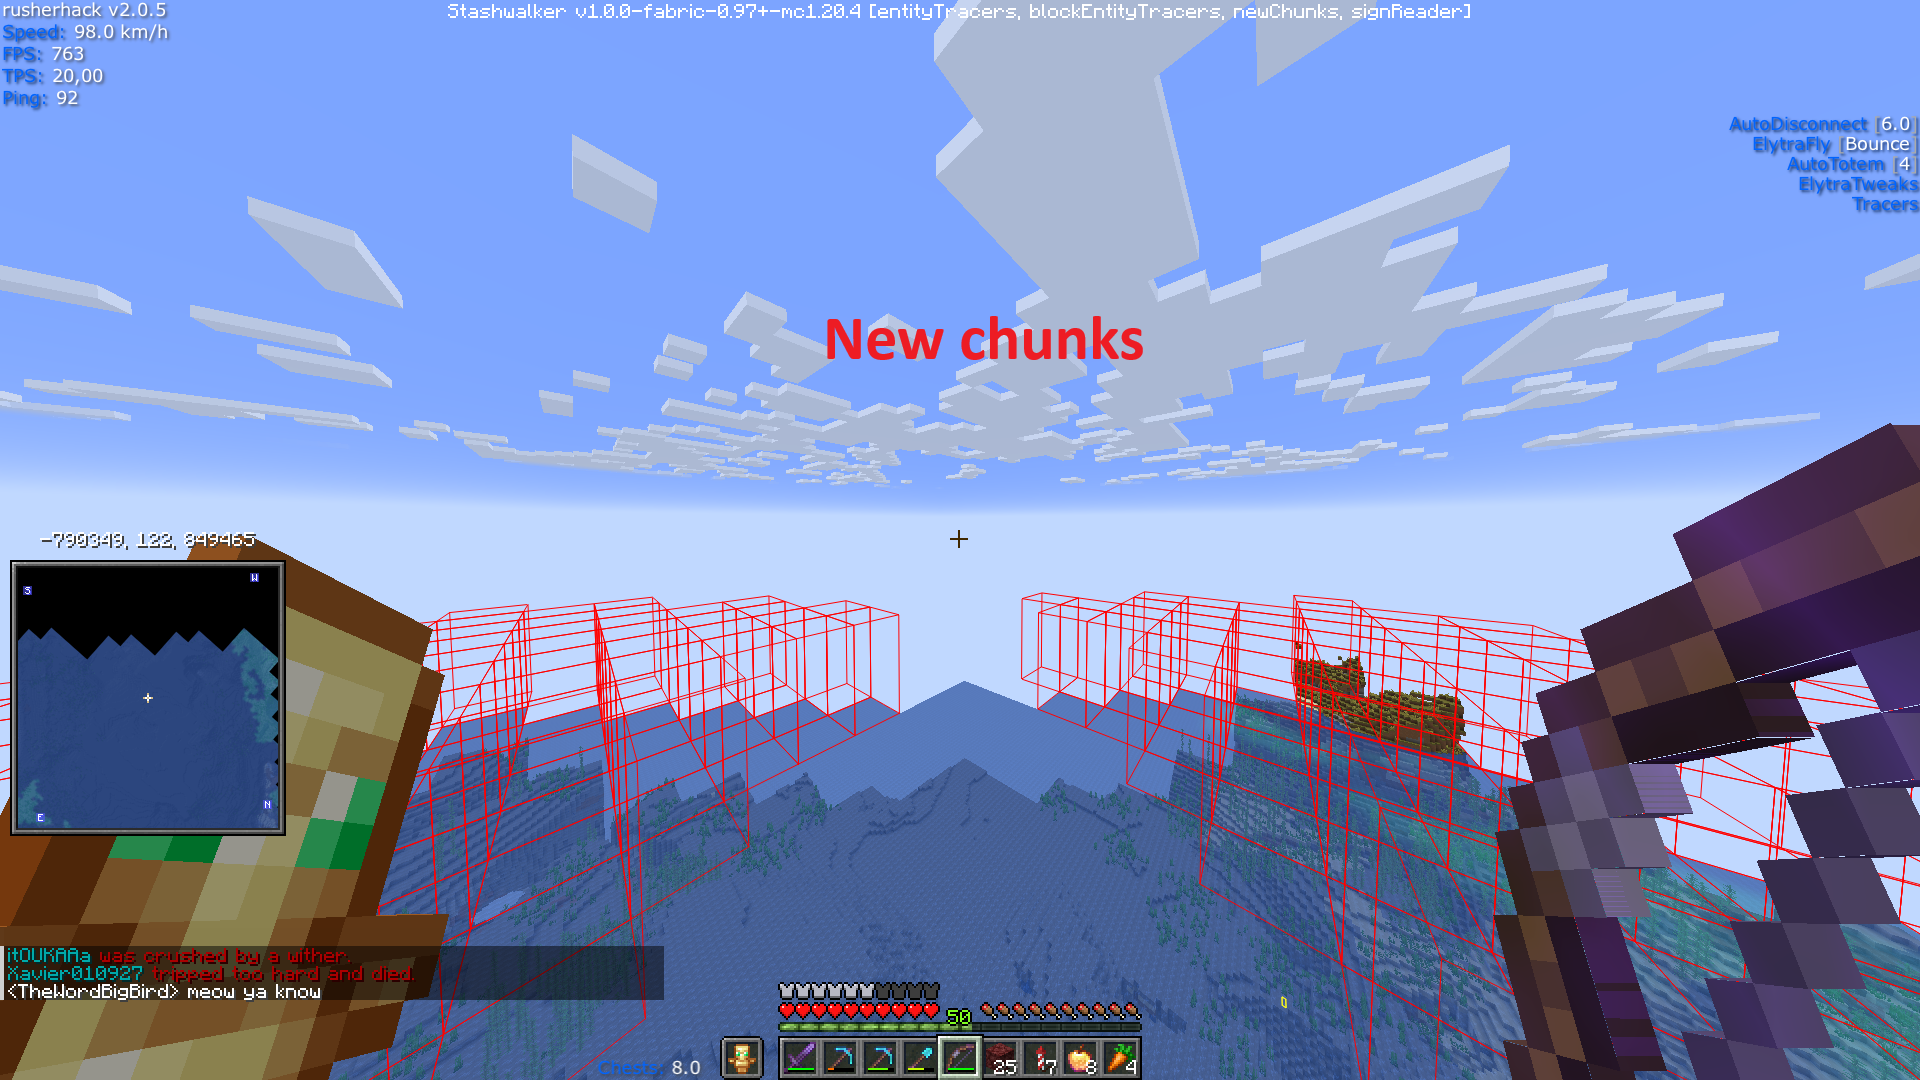 rusherhack v2.0.5
Speed: 98.0 km/h
FPS: 763
TPS: 20,00
Ping: 92
Stashwalker v1.0.0-fabric-0.97+-mc1.20.4 [entityTracers, blockEntityTracers, newChunks, signReader]
AutoDisconnect [6.0]
ElytraFly [Bounce]
AutoTotem [4]
ElytraTweaks
Tracers
New chunks
-790349, 122, 849465
S
W
N
E
itOUKAAa was crushed by a wither.
Xavier010927 tripped too hard and died.
<TheWordBigBird> meow ya know
50
Chests 8.0
25
7
8
4